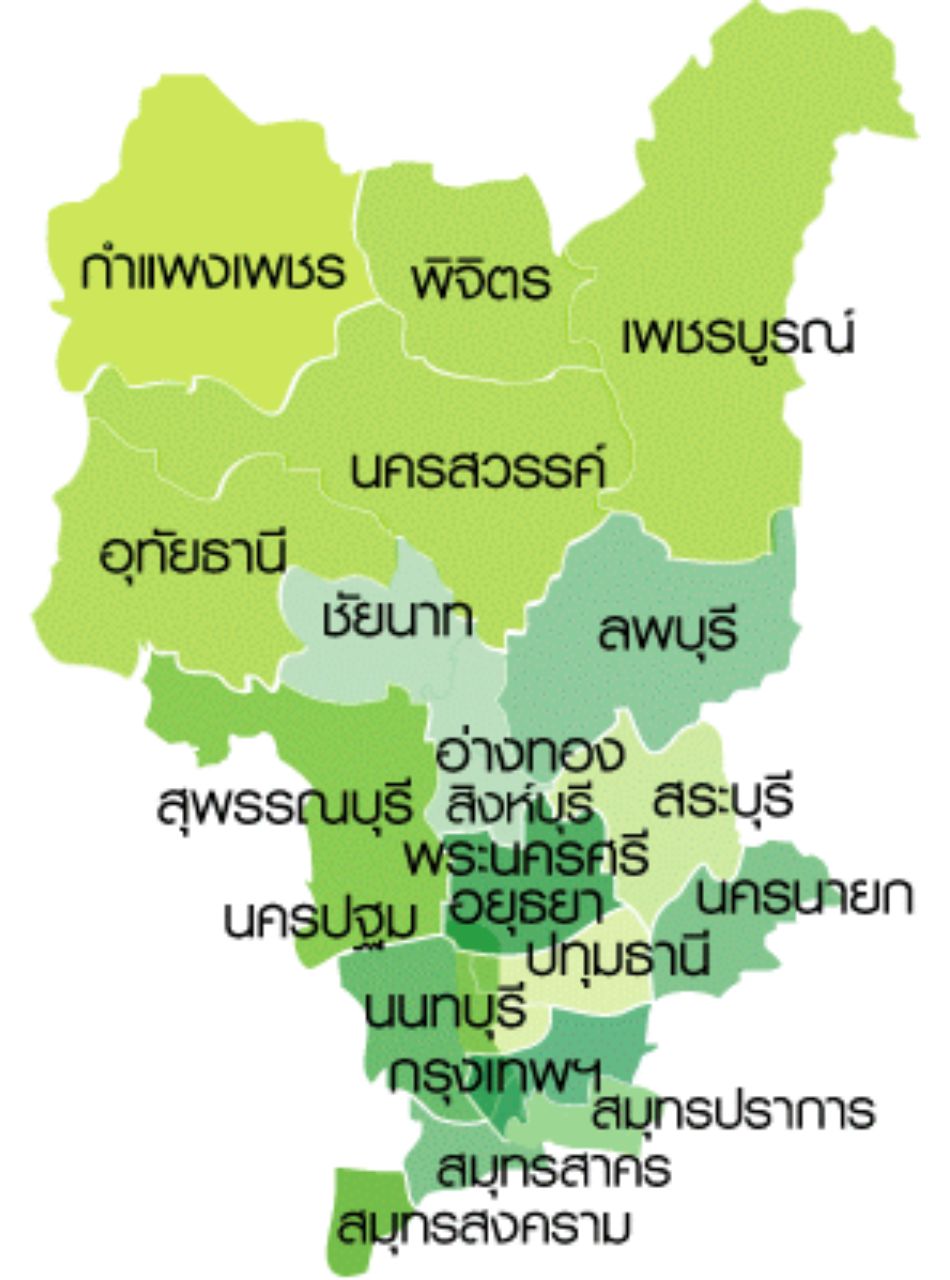 กำแพงเพชร
พิจิตร
เพชรบูรณ์
นครสวรรค์
อุทัยธานี
ชัยนาท
ลพบุรี
อ่างทอง
สุพรรณบุรี
สิงห์บุรี
สระบุรี
พระนครศรี
อยุธยา
นครนายก
นครปฐม
ปทุมธานี
นนทบุรี
กรุงเทพฯ
สมุทรปราการ
สมุทรสาคร
สมุทรสงคราม